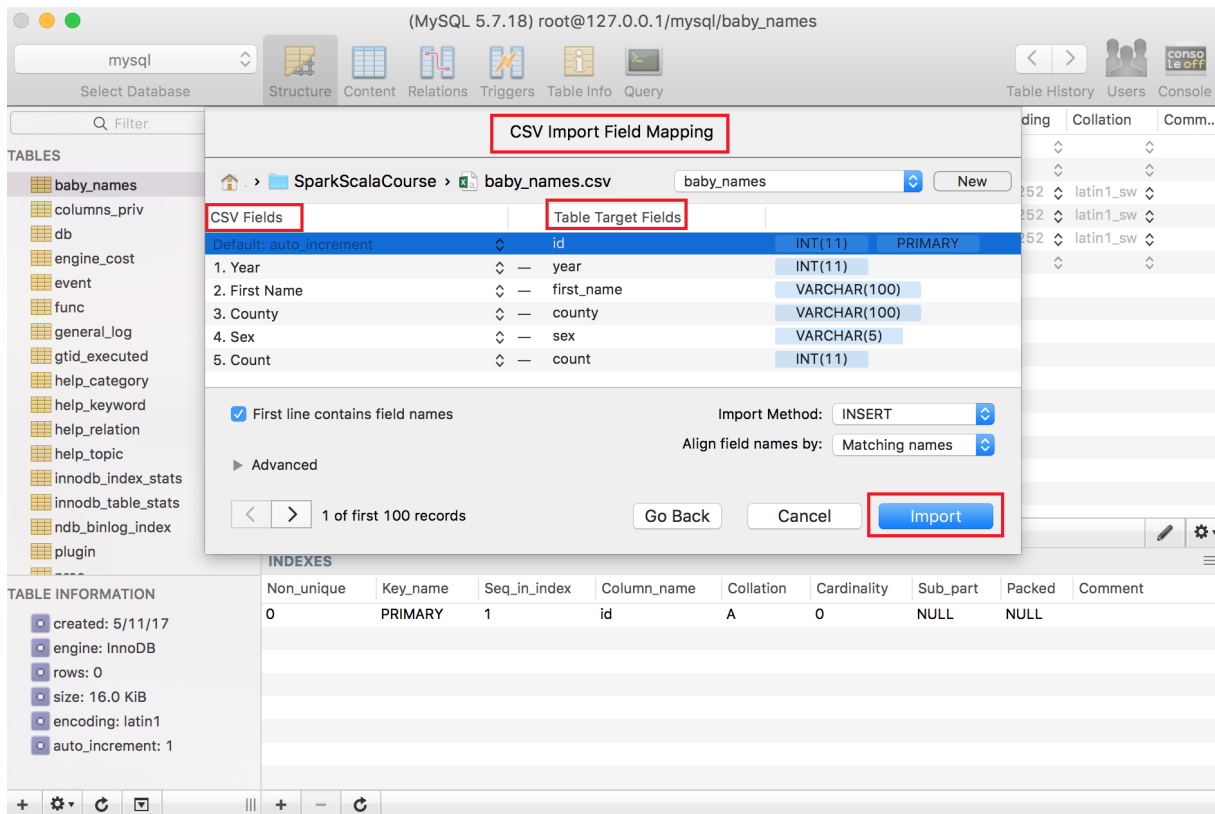 (MySQL 5.7.18) root@127.0.0.1/mysql/baby_names
mysql
Select Database
Structure
Content
Relations
Triggers
Table Info
Query
Table History
Users
conso
le off
Console
Filter
TABLES
baby_names
columns_priv
db
engine_cost
event
func
general_log
gtid_executed
help_category
help_keyword
help_relation
help_topic
innodb_index_stats
innodb_table_stats
ndb_binlog_index
plugin
CSV Import Field Mapping
SparkScalaCourse
baby_names.csv
baby_names
New
CSV Fields
Table Target Fields
Default: auto_increment id INT(11) PRIMARY
1. Year — year INT(11)
2. First Name — first_name VARCHAR(100)
3. County — county VARCHAR(100)
4. Sex — sex VARCHAR(5)
5. Count — count INT(11)
First line contains field names
Import Method: INSERT
Align field names by: Matching names
Advanced
1 of first 100 records
Go Back
Cancel
Import
ding Collation Comm..
252 latin1_sw
252 latin1_sw
252 latin1_sw
INDEXES
Non_unique Key_name Seq_in_index Column_name Collation Cardinality Sub_part Packed Comment
0 PRIMARY 1 id A 0 NULL NULL
TABLE INFORMATION
created: 5/11/17
engine: InnoDB
rows: 0
size: 16.0 KiB
encoding: latin1
auto_increment: 1